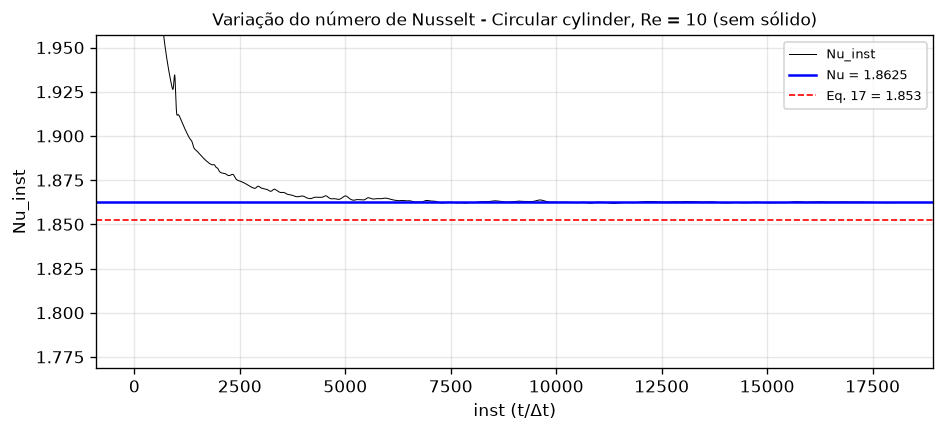 Variação do número de Nusselt - Circular cylinder, Re = 10 (sem sólido)
Nu_inst
Nu = 1.8625
Eq. 17 = 1.853
1.950
1.925
1.900
1.875
1.850
1.825
1.800
1.775
Nu_inst
0 2500 5000 7500 10000 12500 15000 17500
inst (t/Δt)